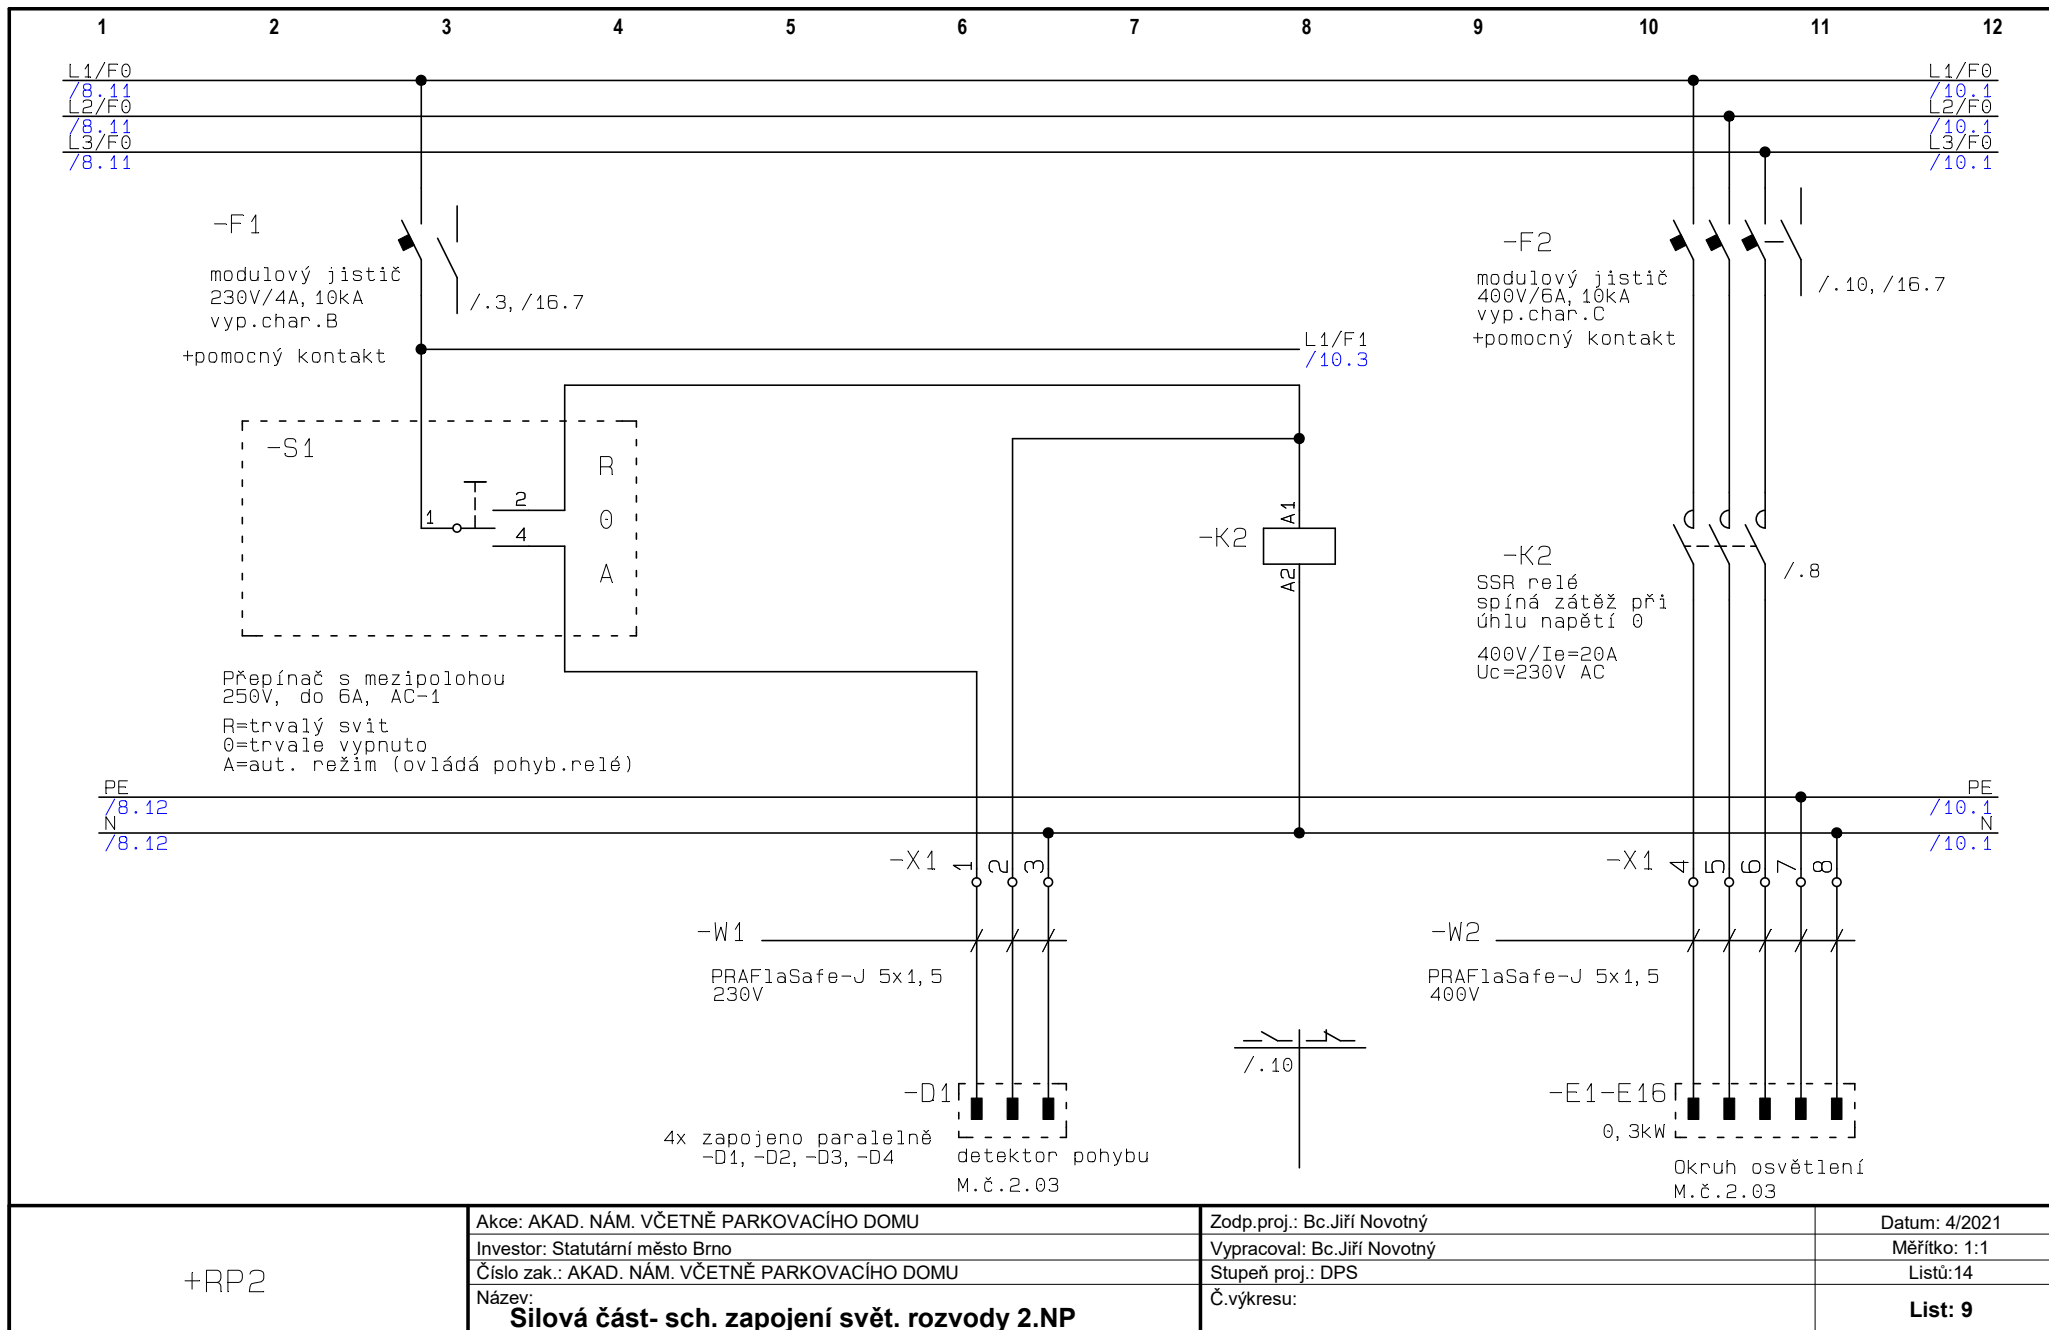 1 2 3 4 5 6 7 8 9 10 11 12
L1/F0 L1/F0
/8.11 /10.1
L2/F0 L2/F0
/8.11 /10.1
L3/F0 L3/F0
/8.11 /10.1
-F1
modulový jistič
230V/4A,10kA
vyp.char.B
+pomocný kontakt
/.3,/16.7
-F2
modulový jistič
400V/6A,10kA
vyp.char.C
+pomocný kontakt
/.10,/16.7
L1/F1
/10.3
-S1
R
0
A
1
2
4
-K2
A1
A2
-K2
SSR relé
spíná zátěž při
úhlu napětí 0
400V/Ie=20A
Uc=230V AC
/.8
Přepínač s mezipolohou
250V, do 6A, AC-1
R=trvalý svit
0=trvale vypnuto
A=aut. režim (ovládá pohyb.relé)
PE PE
/8.12 /10.1
N N
/8.12 /10.1
-X1 1 2 3
-X1 4 5 6 7 8
-W1
PRAFlaSafe-J 5x1,5
230V
-W2
PRAFlaSafe-J 5x1,5
400V
/.10
-D1
4x zapojeno paralelně
-D1,-D2,-D3,-D4
detektor pohybu
M.č.2.03
-E1-E16
0,3kW
Okruh osvětlení
M.č.2.03
+RP2
Akce: AKAD. NÁM. VČETNĚ PARKOVACÍHO DOMU
Investor: Statutární město Brno
Číslo zak.: AKAD. NÁM. VČETNĚ PARKOVACÍHO DOMU
Název:
Silová část- sch. zapojení svět. rozvody 2.NP
Zodp.proj.: Bc.Jiří Novotný
Vypracoval: Bc.Jiří Novotný
Stupeň proj.: DPS
Č.výkresu:
Datum: 4/2021
Měřítko: 1:1
Listů:14
List: 9